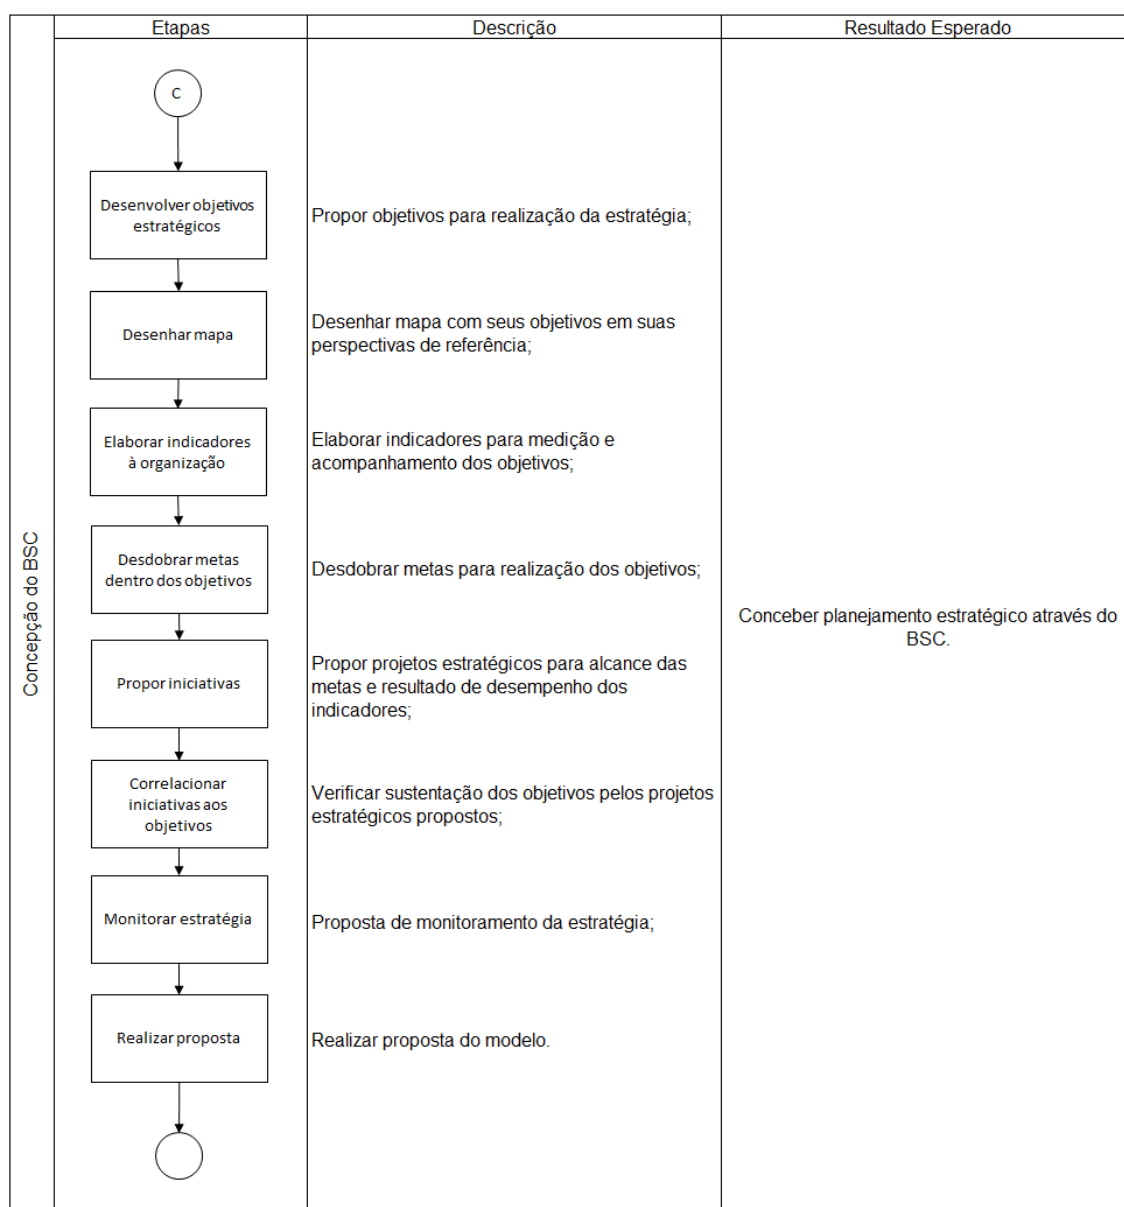 Etapas
Descrição
Resultado Esperado
Concepção do BSC
C
Desenvolver objetivos
estratégicos
Propor objetivos para realização da estratégia;
Desenhar mapa
Desenhar mapa com seus objetivos em suas
perspectivas de referência;
Elaborar indicadores
à organização
Elaborar indicadores para medição e
acompanhamento dos objetivos;
Desdobrar metas
dentro dos objetivos
Desdobrar metas para realização dos objetivos;
Conceber planejamento estratégico através do
BSC.
Propor iniciativas
Propor projetos estratégicos para alcance das
metas e resultado de desempenho dos
indicadores;
Correlacionar
iniciativas aos
objetivos
Verificar sustentação dos objetivos pelos projetos
estratégicos propostos;
Monitorar estratégia
Proposta de monitoramento da estratégia;
Realizar proposta
Realizar proposta do modelo.